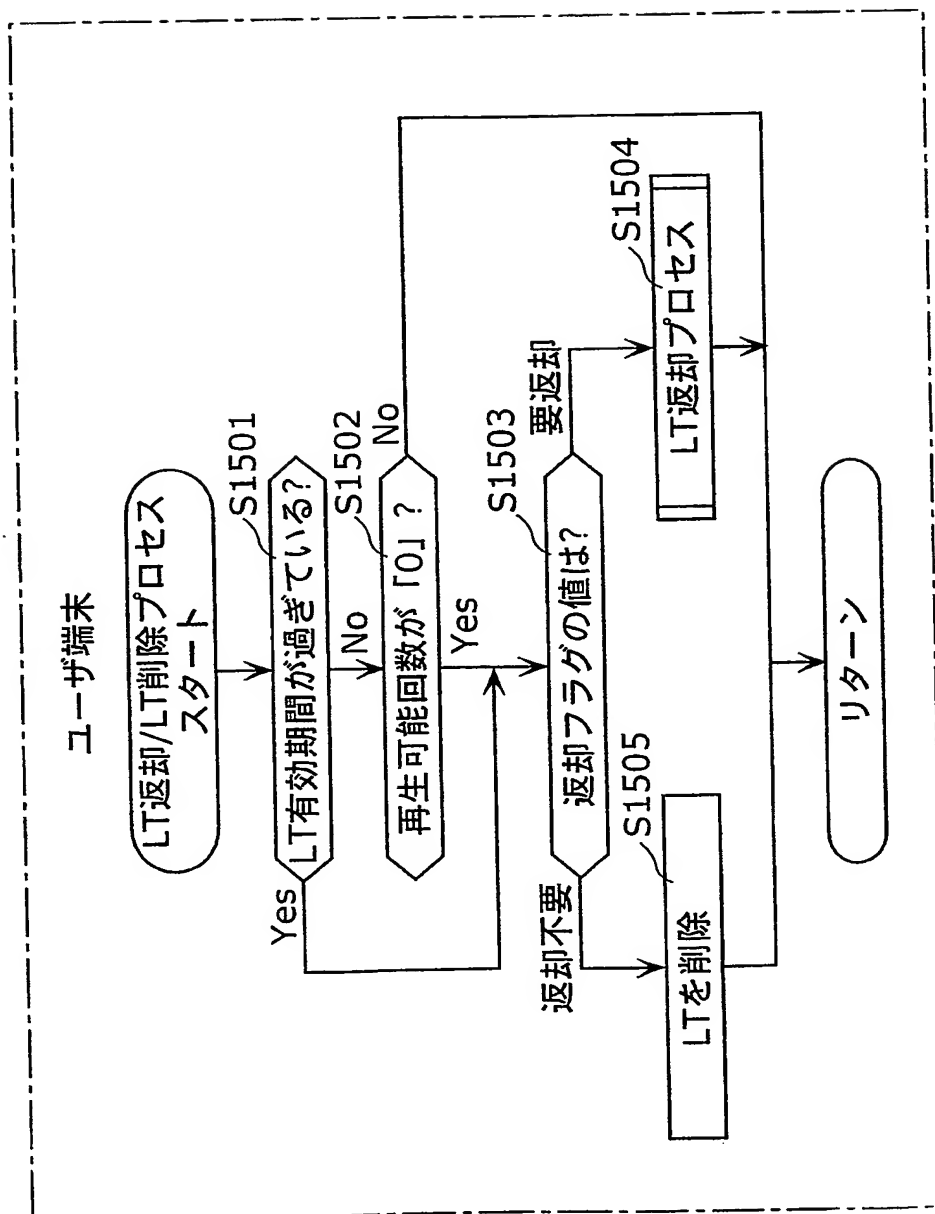 ユーザ端末
LT返却/LT削除プロセス
スタート
S1501
LT有効期間が過ぎている?
Yes
No
S1502
再生可能回数が「0」?
No
Yes
S1503
返却フラグの値は?
返却不要
要返却
S1505
LTを削除
S1504
LT返却プロセス
リターン